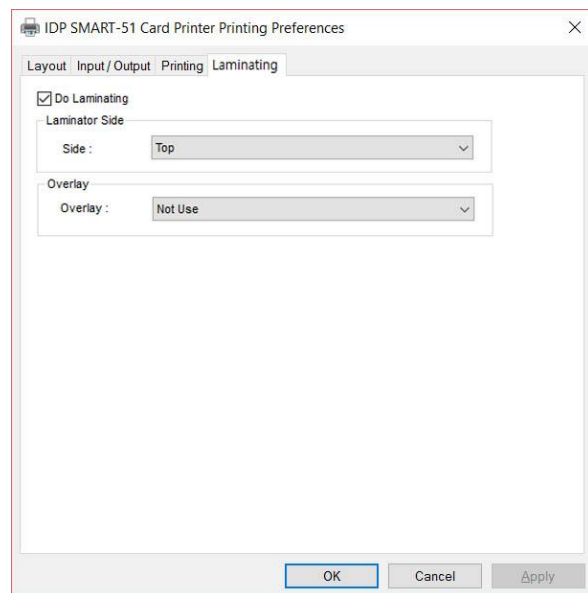 IDP SMART-51 Card Printer Printing Preferences
Layout Input / Output Printing Laminating
Do Laminating
Laminator Side
Side : Top
Overlay
Overlay : Not Use
OK Cancel Apply